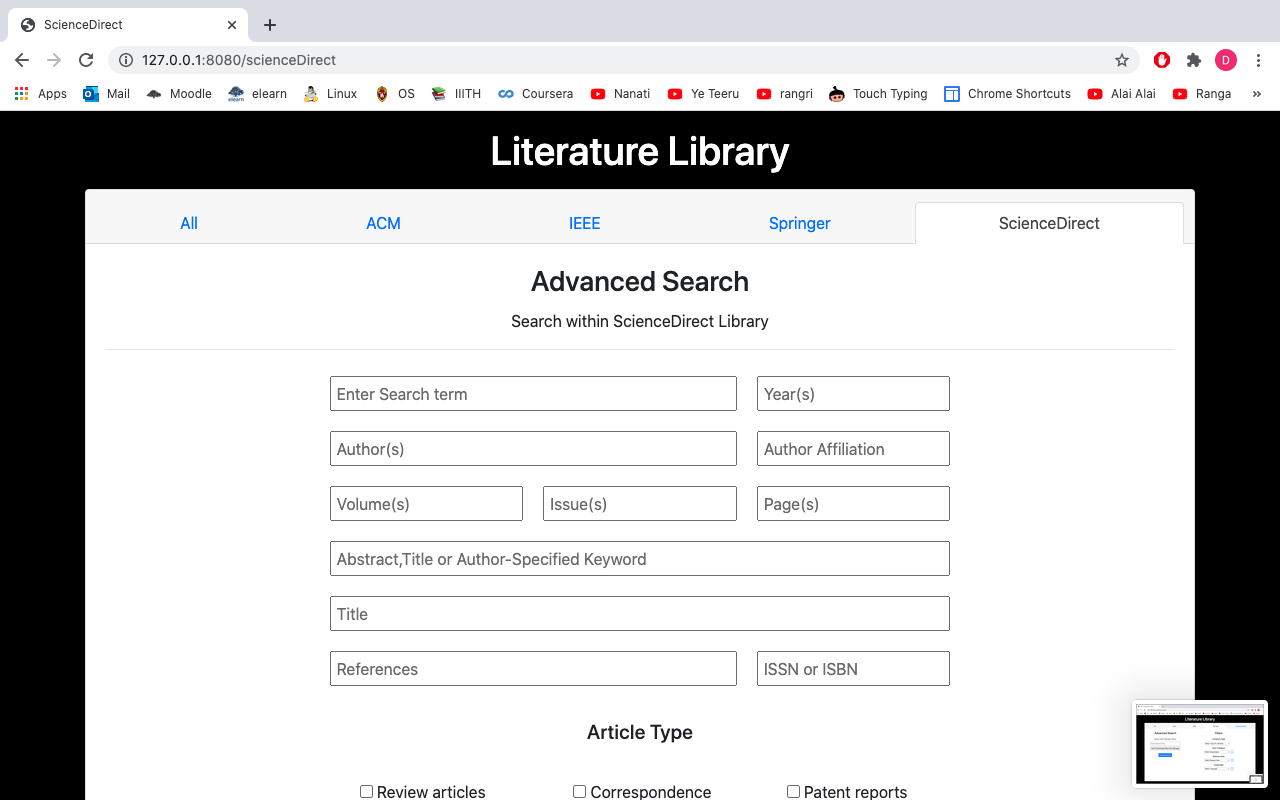 ScienceDirect
127.0.0.1:8080/scienceDirect
D
Apps Mail Moodle elearn Linux OS IIITH Coursera Nanati Ye Teeru rangri Touch Typing Chrome Shortcuts Alai Alai Ranga »
Literature Library
All ACM IEEE Springer ScienceDirect
Advanced Search
Search within ScienceDirect Library
Enter Search term Year(s)
Author(s) Author Affiliation
Volume(s) Issue(s) Page(s)
Abstract,Title or Author-Specified Keyword
Title
References ISSN or ISBN
Literature Library
Article Type
Review articles Correspondence Patent reports